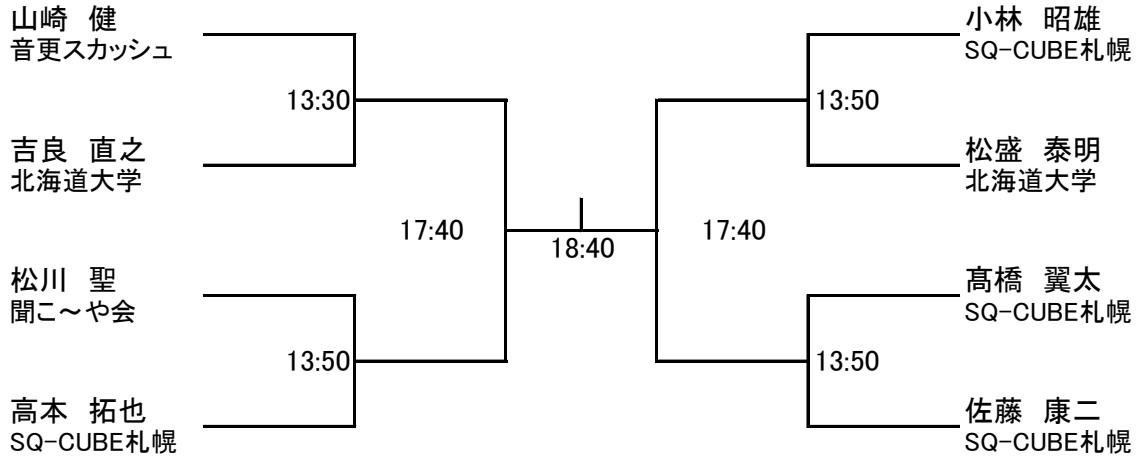 山崎　健
音更スカッシュ
13:30
吉良　直之
北海道大学
17:40
松川　聖
聞こ～や会
13:50
高本　拓也
SQ-CUBE札幌
18:40
小林　昭雄
SQ-CUBE札幌
13:50
松盛　泰明
北海道大学
17:40
髙橋　翼太
SQ-CUBE札幌
13:50
佐藤　康二
SQ-CUBE札幌